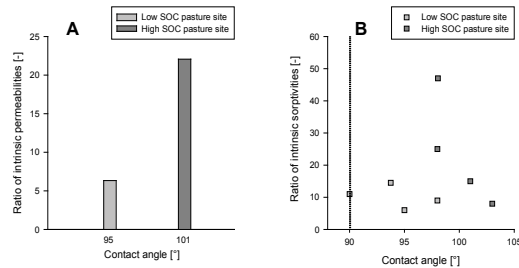 A
Low SOC pasture site
High SOC pasture site
Ratio of intrinsic permeabilities [-]
25
20
15
10
5
0
95
101
Contact angle [°]
B
Low SOC pasture site
High SOC pasture site
Ratio of intrinsic sorptivities [-]
60
50
40
30
20
10
0
90
95
100
105
Contact angle [°]